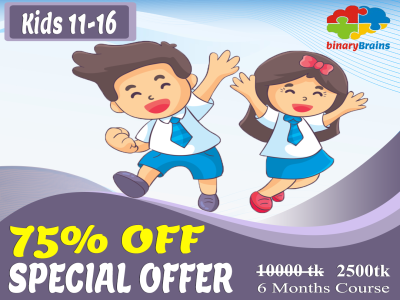 Kids 11-16
binaryBrains
75% OFF
SPECIAL OFFER
10000 tk 2500tk
6 Months Course